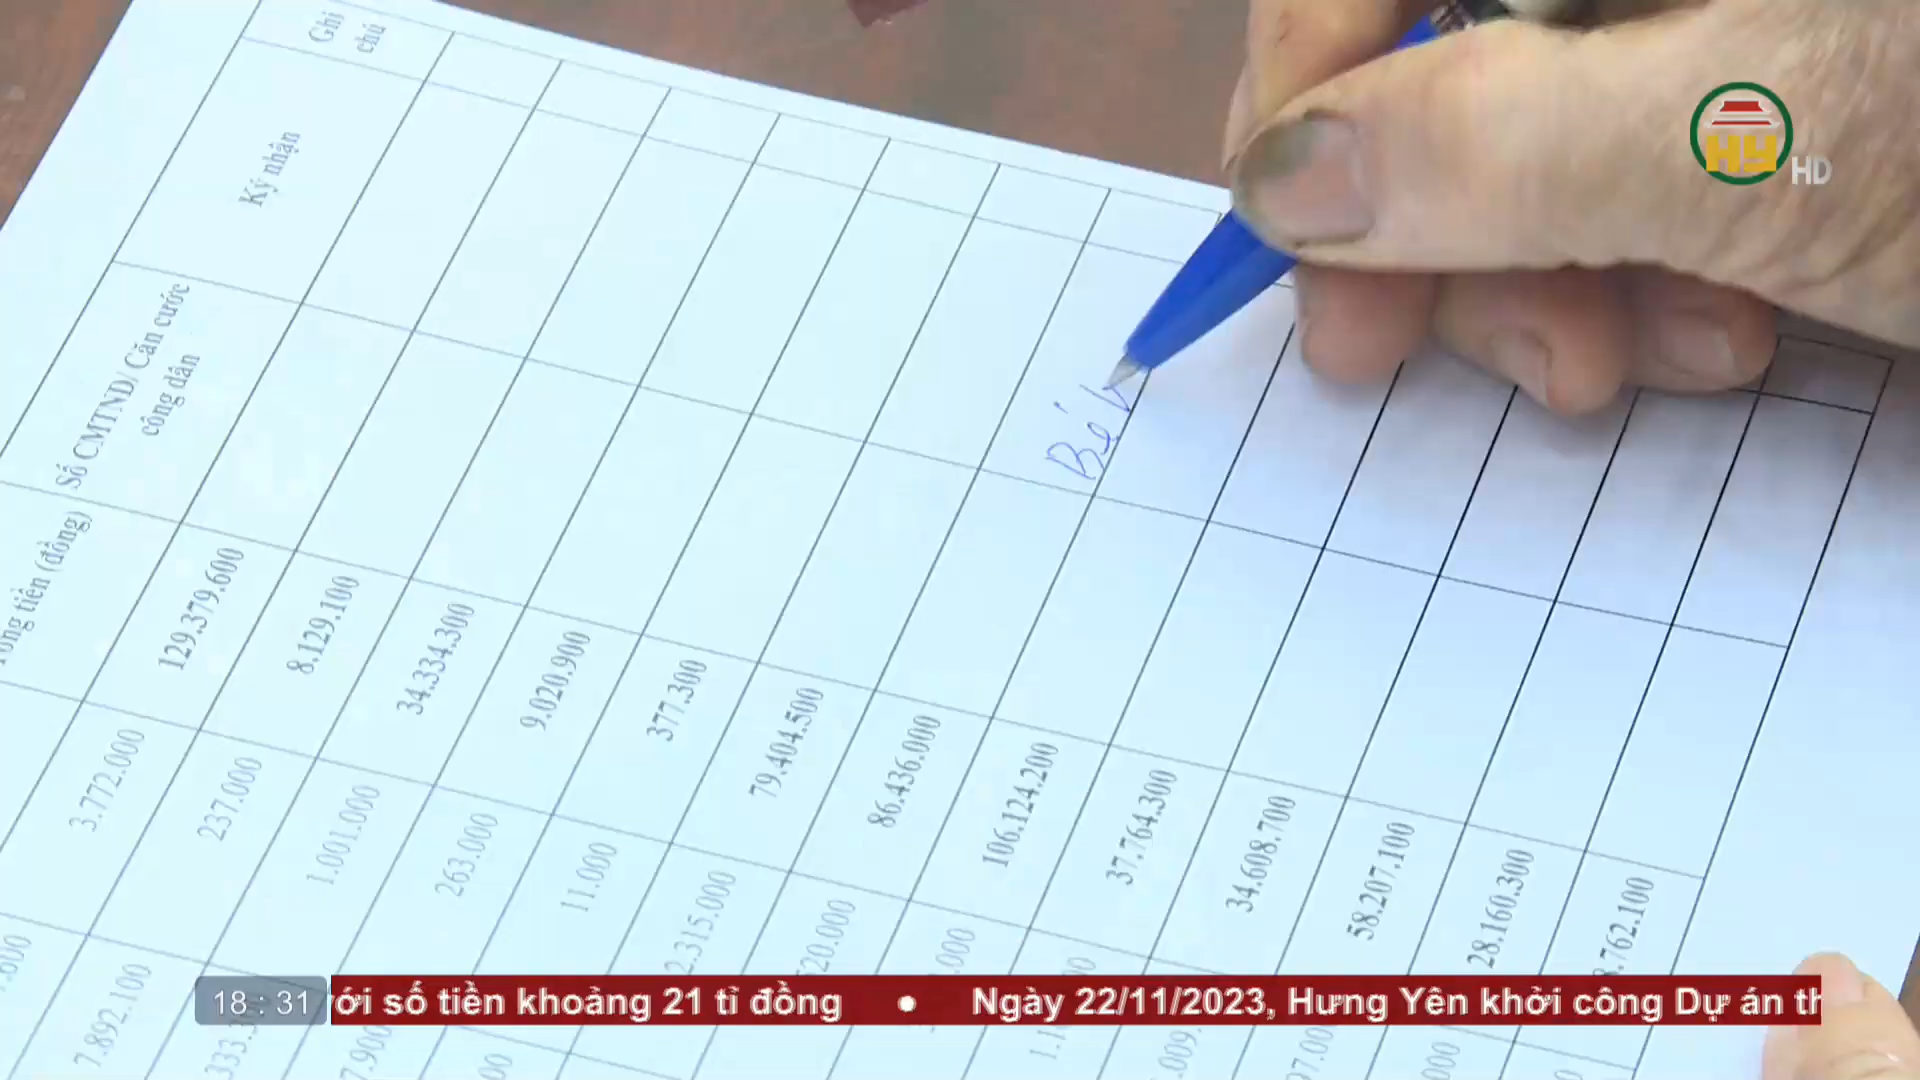 Ghi
chú
Ký nhận
Số CMTND/ Căn cước
công dân
tiền (đồng)
129.379.600
8.129.100
34.334.300
9.020.900
377.300
79.404.500
86.436.000
106.124.200
37.764.300
34.608.700
58.207.100
28.160.300
3.772.000
237.000
1.001.000
263.000
11.000
2.315.000
7.892.100
Bé
HY HD
18 : 31
số tiền khoảng 21 tỉ đồng • Ngày 22/11/2023, Hưng Yên khởi công Dự án